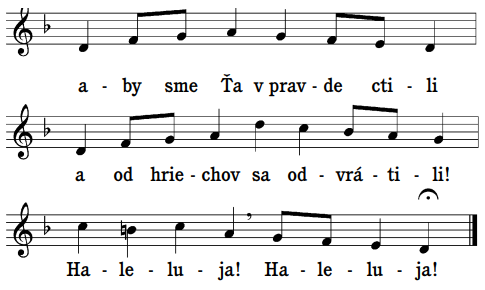 a - by sme Ťa v prav - de cti - li
a od hrie - chov sa od - vrá - ti - li!
Ha - le - lu - ja! Ha - le - lu - ja!